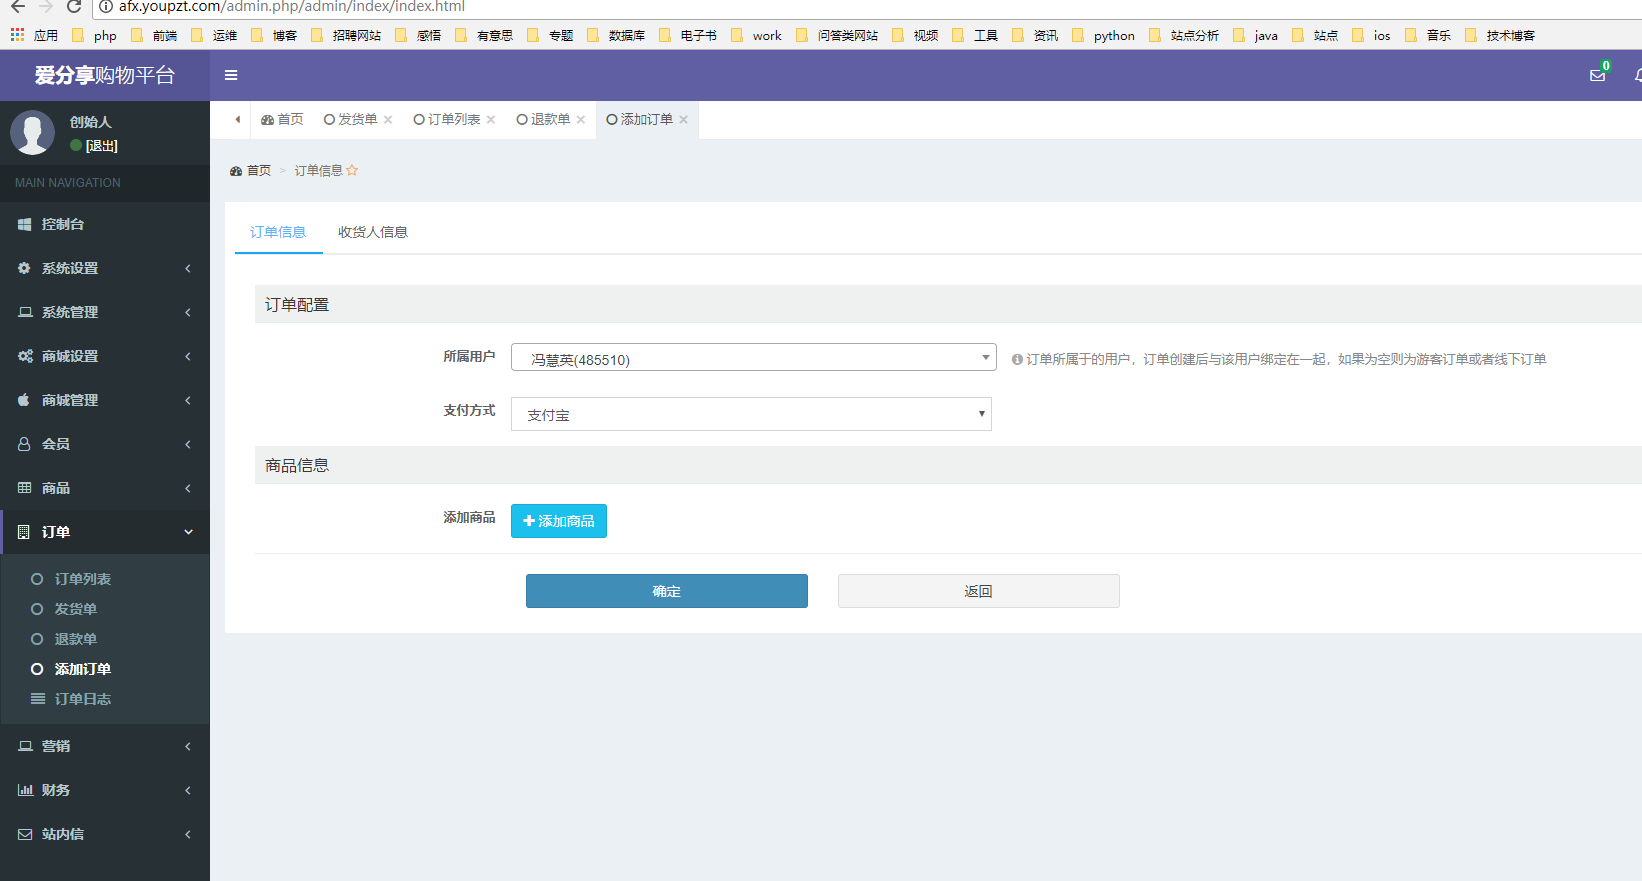 afx.youpzt.com/admin.php/admin/index/index.html
应用 php 前端 运维 博客 招聘网站 感悟 有意思 专题 数据库 电子书 work 问答类网站 视频 工具 资讯 python 站点分析 java 站点 ios 音乐 技术博客
爱分享购物平台
0
创始人
[退出]
首页 发货单 订单列表 退款单 添加订单
首页 > 订单信息
MAIN NAVIGATION
控制台
系统设置
系统管理
商城设置
商城管理
会员
商品
订单
订单列表
发货单
退款单
添加订单
订单日志
营销
财务
站内信
订单信息 收货人信息
订单配置
所属用户 冯慧英(485510) 订单所属于的用户，订单创建后与该用户绑定在一起，如果为空则为游客订单或者线下订单
支付方式 支付宝
商品信息
添加商品 添加商品
确定 返回